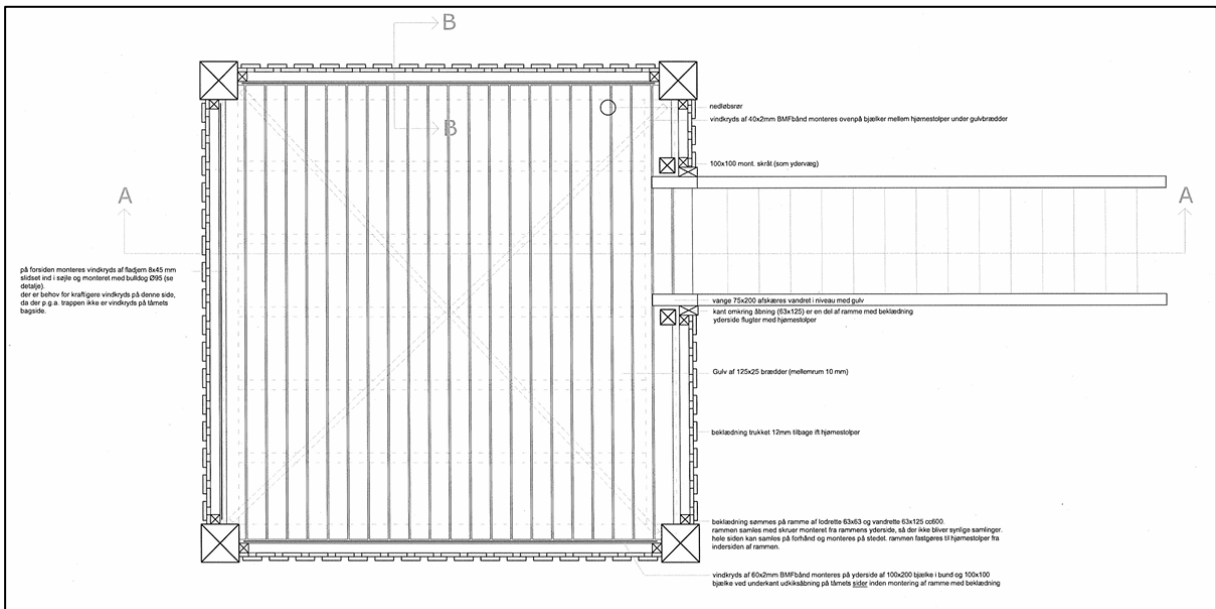 B
B
nedløbsrør
vindkryds af 40x2mm BMFbånd monteres ovenpå bjælker mellem hjørnestolper under gulvbrædder
100x100 mont. skråt (som ydervæg)
A
A
på forsiden monteres vindkryds af fladjern 8x45 mm
slidset ind i søjle og monteret med bulldog Ø95 (se
detalje).
der er behov for kraftigere vindkryds på denne side,
da der p.g.a. trappen ikke er vindkryds på tårnets
bagside.
vange 75x200 afskæres vandret i niveau med gulv
kant omkring åbning (63x125) er en del af ramme med beklædning
yderside flugter med hjørnestolper
Gulv af 125x25 brædder (mellemrum 10 mm)
beklædning trukket 12mm tilbage ift hjørnestolper
beklædning sømmes på ramme af lodrette 63x63 og vandrette 63x125 cc600.
rammen samles med skruer monteret fra rammens yderside, så der ikke bliver synlige samlinger.
hele siden kan samles på forhånd og monteres på stedet. rammen fastgøres til hjørnestolper fra
indersiden af rammen.
vindkryds af 60x2mm BMFbånd monteres på yderside af 100x200 bjælke i bund og 100x100
bjælke ved underkant udkiksåbning på tårnets sider inden montering af ramme med beklædning